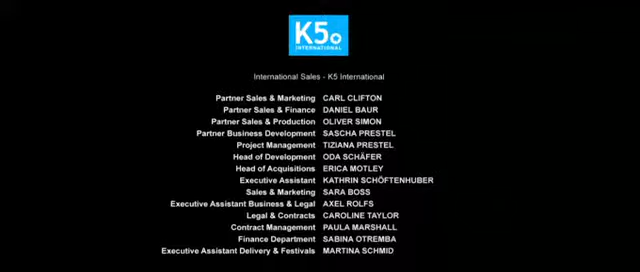 K5
INTERNATIONAL
International Sales - K5 International
Partner Sales & Marketing CARL CLIFTON
Partner Sales & Finance DANIEL BAUR
Partner Sales & Production OLIVER SIMON
Partner Business Development SASCHA PRESTEL
Project Management TIZIANA PRESTEL
Head of Development ODA SCHÄFER
Head of Acquisitions ERICA MOTLEY
Executive Assistant KATHRIN SCHÖFTENHUBER
Sales & Marketing SARA BOSS
Executive Assistant Business & Legal AXEL ROLFS
Legal & Contracts CAROLINE TAYLOR
Contract Management PAULA MARSHALL
Finance Department SABINA OTREMBA
Executive Assistant Delivery & Festivals MARTINA SCHMID